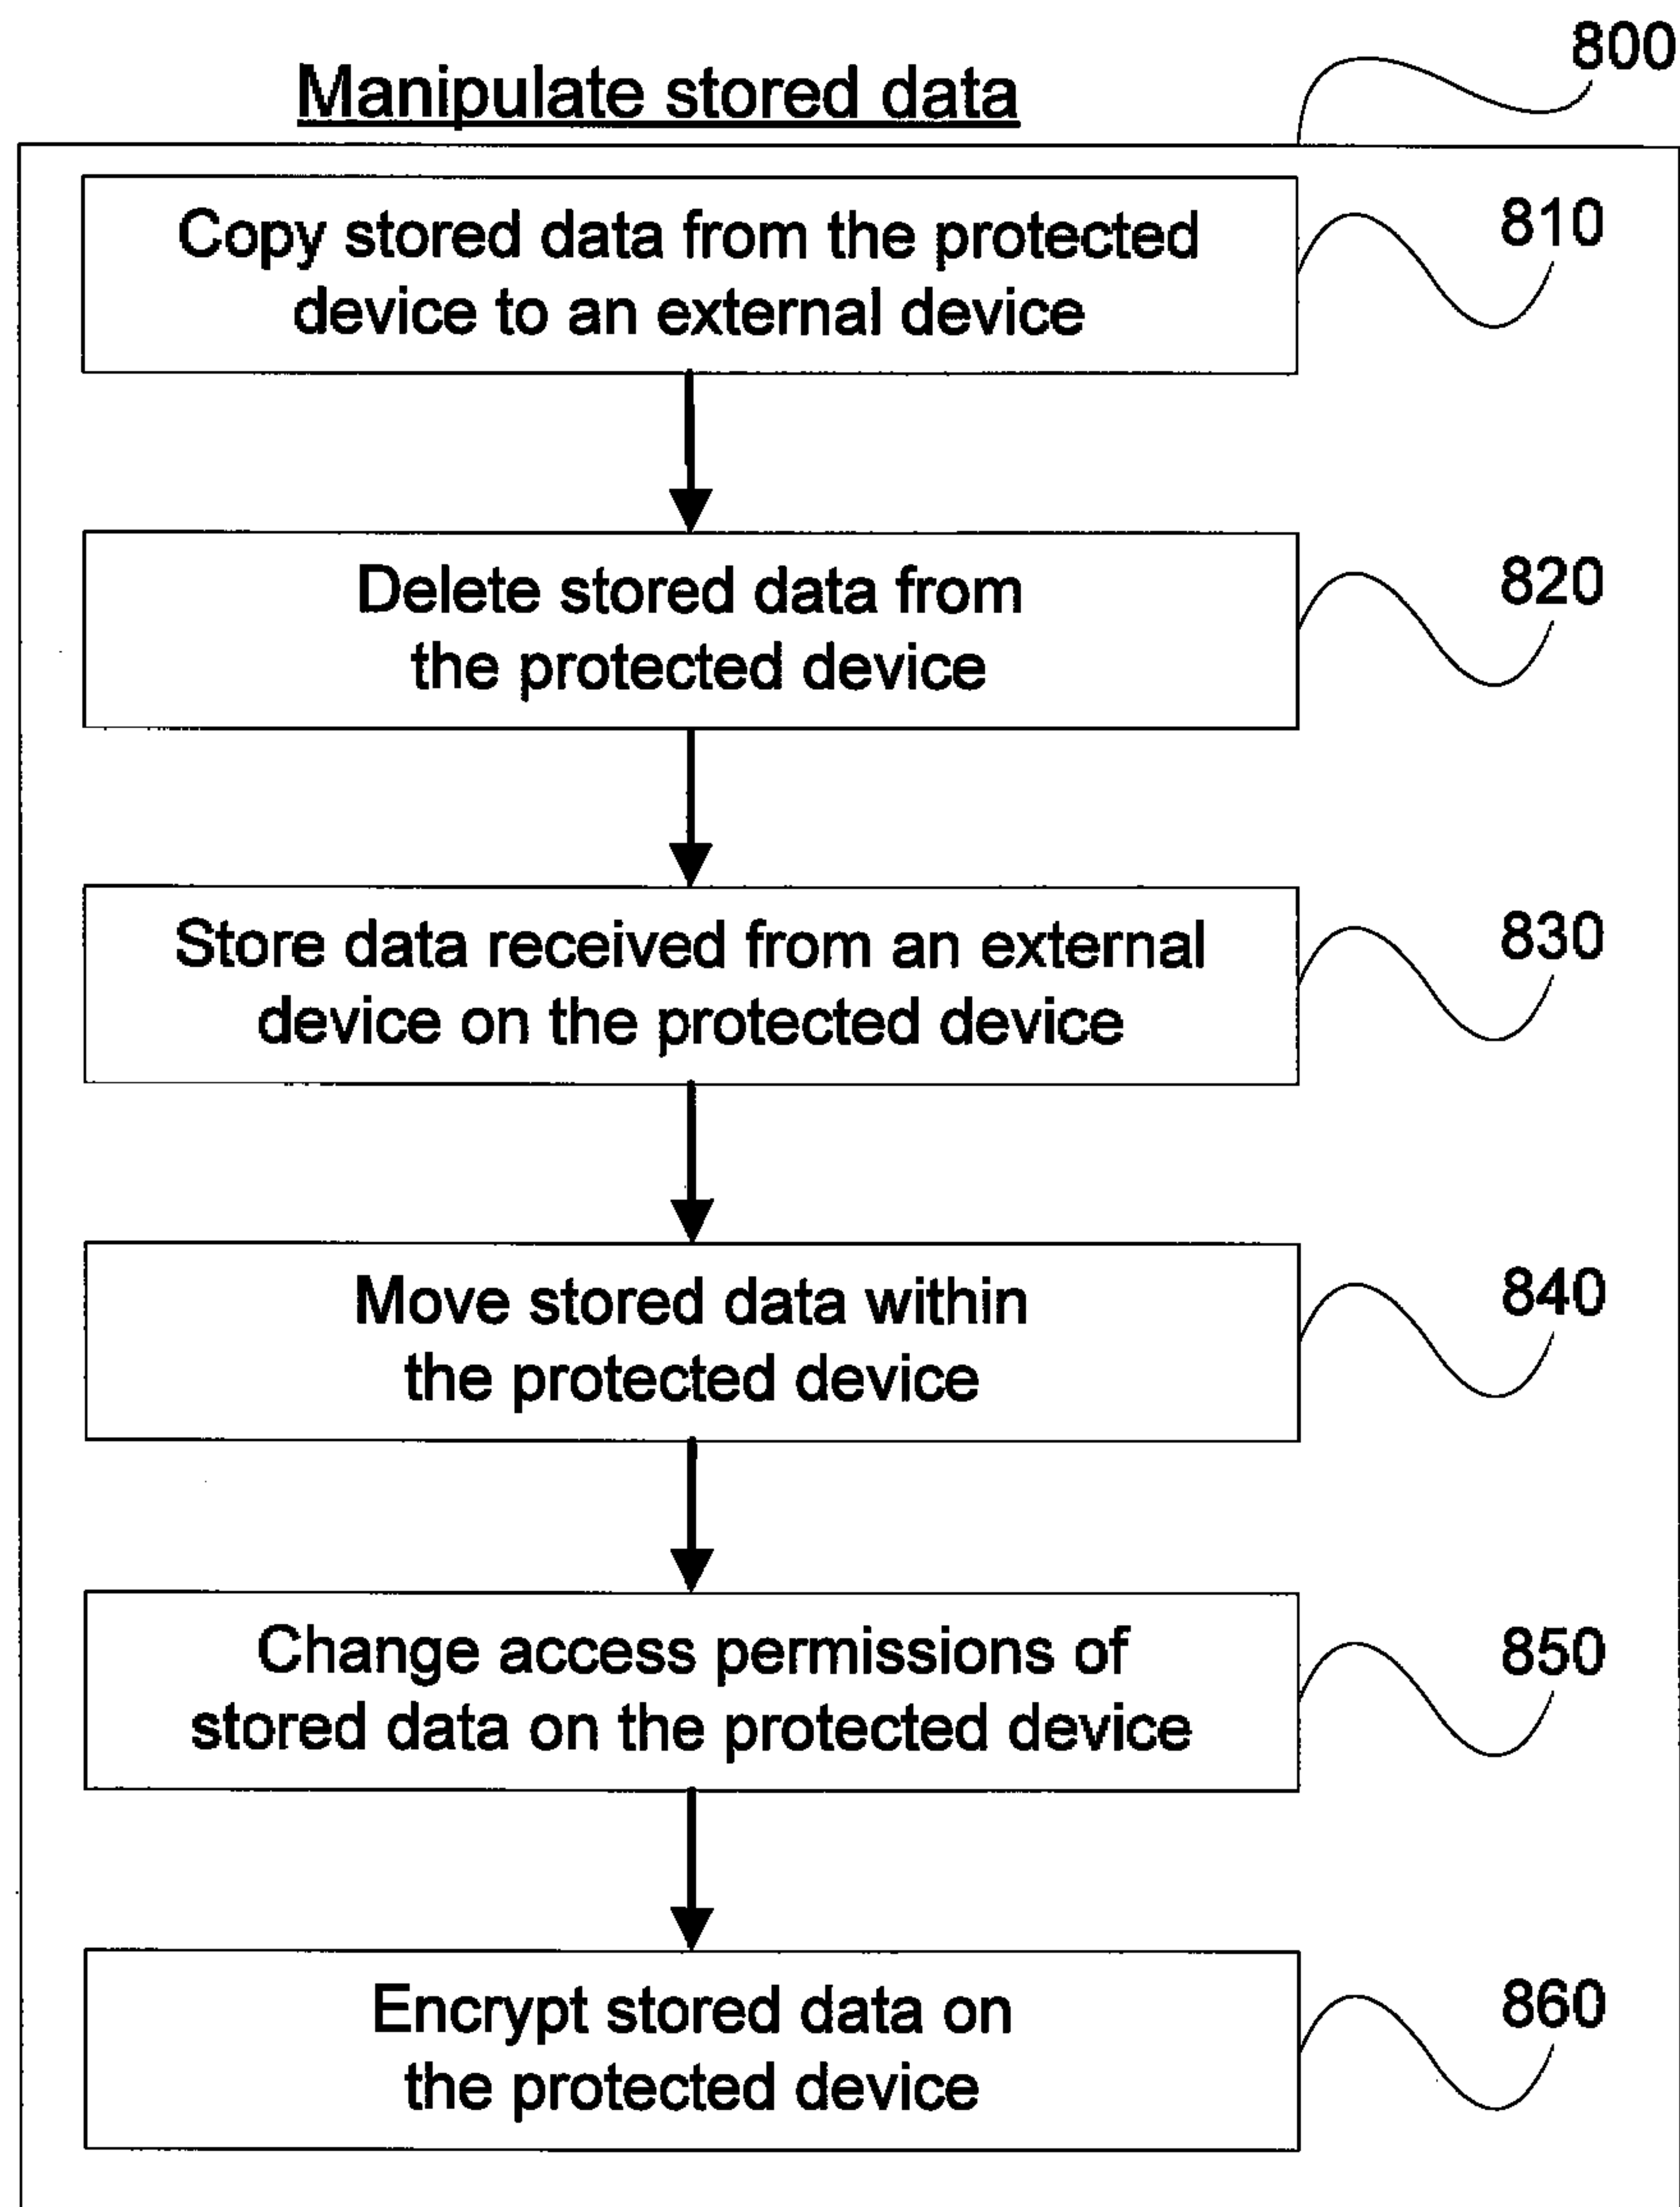 800
Manipulate stored data
Copy stored data from the protected
device to an external device
810
Delete stored data from
the protected device
820
Store data received from an external
device on the protected device
830
Move stored data within
the protected device
840
Change access permissions of
stored data on the protected device
850
Encrypt stored data on
the protected device
860